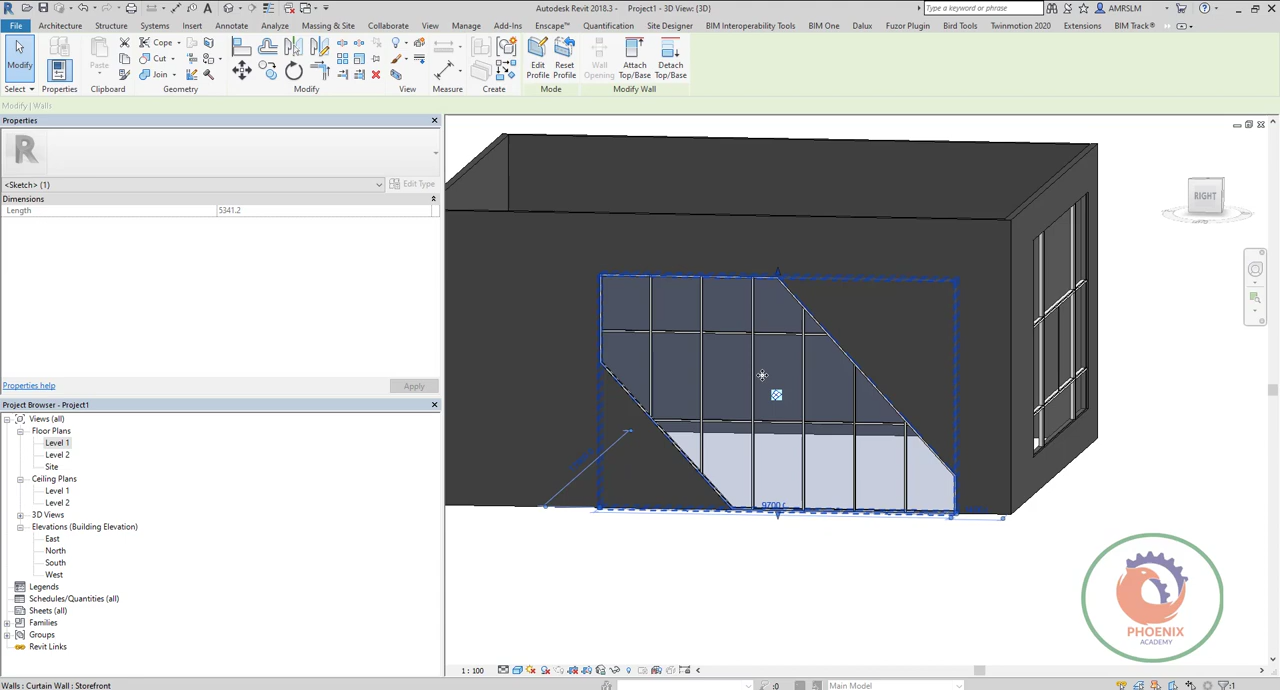 Autodesk Revit 2018.3 - Project1 - 3D View: {3D}
Type a keyword or phrase
AMRSLM
File Architecture Structure Systems Insert Annotate Analyze Massing & Site Collaborate View Manage Add-Ins Enscape™ Quantification Site Designer BIM Interoperability Tools BIM One Dalux Fuzor Plugin Bird Tools Twinmotion 2020 Extensions BIM Track® Modify
Modify Paste Cope Cut Join Edit Profile Reset Profile Wall Opening Attach Top/Base Detach Top/Base
Select Properties Clipboard Geometry Modify View Measure Create Mode Modify Wall
Modify | Walls
Properties
<Sketch> (1)
Edit Type
Dimensions
Length 5341.2
Properties help
Apply
Project Browser - Project1
Views (all)
Floor Plans
Level 1
Level 2
Site
Ceiling Plans
Level 1
Level 2
3D Views
Elevations (Building Elevation)
East
North
South
West
Legends
Schedules/Quantities (all)
Sheets (all)
Families
Groups
Revit Links
RIGHT
PHOENIX
ACADEMY
1 : 100
Walls : Curtain Wall : Storefront
:0
Main Model
:1